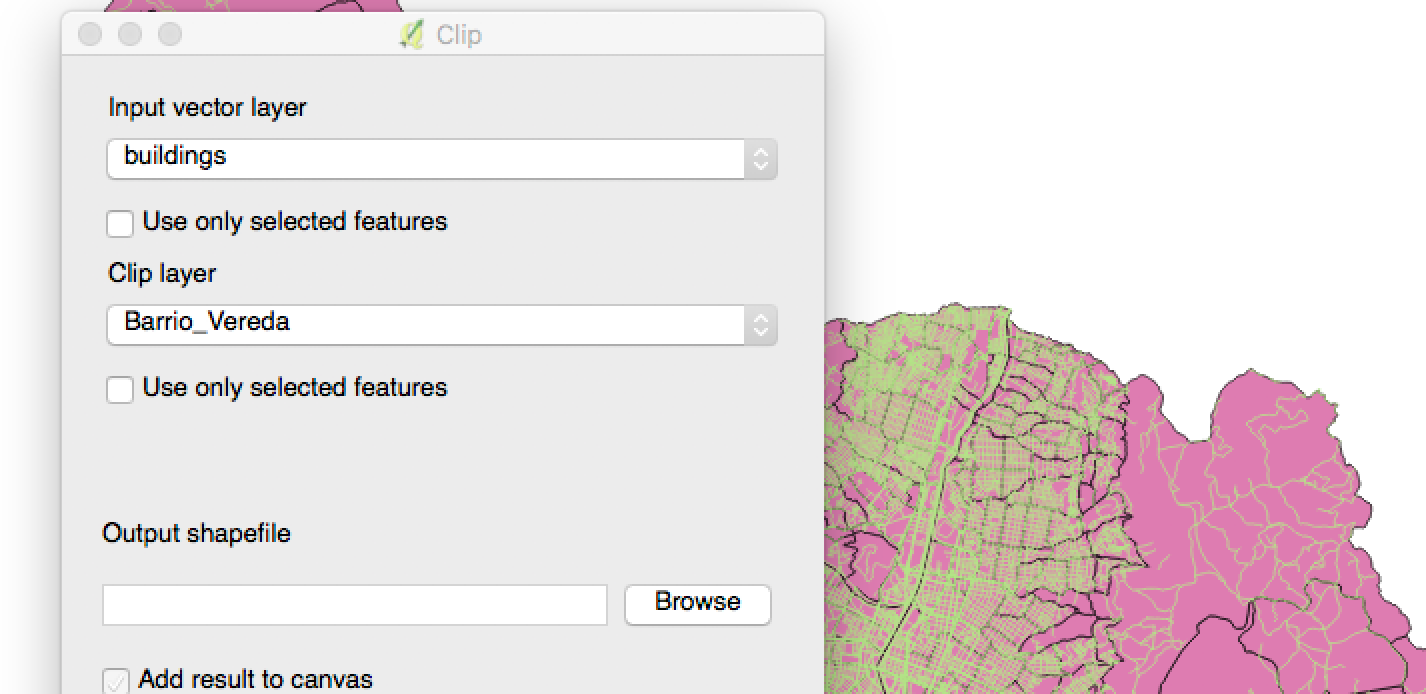 Clip
Input vector layer
buildings
Use only selected features
Clip layer
Barrio_Vereda
Use only selected features
Output shapefile
Browse
Add result to canvas